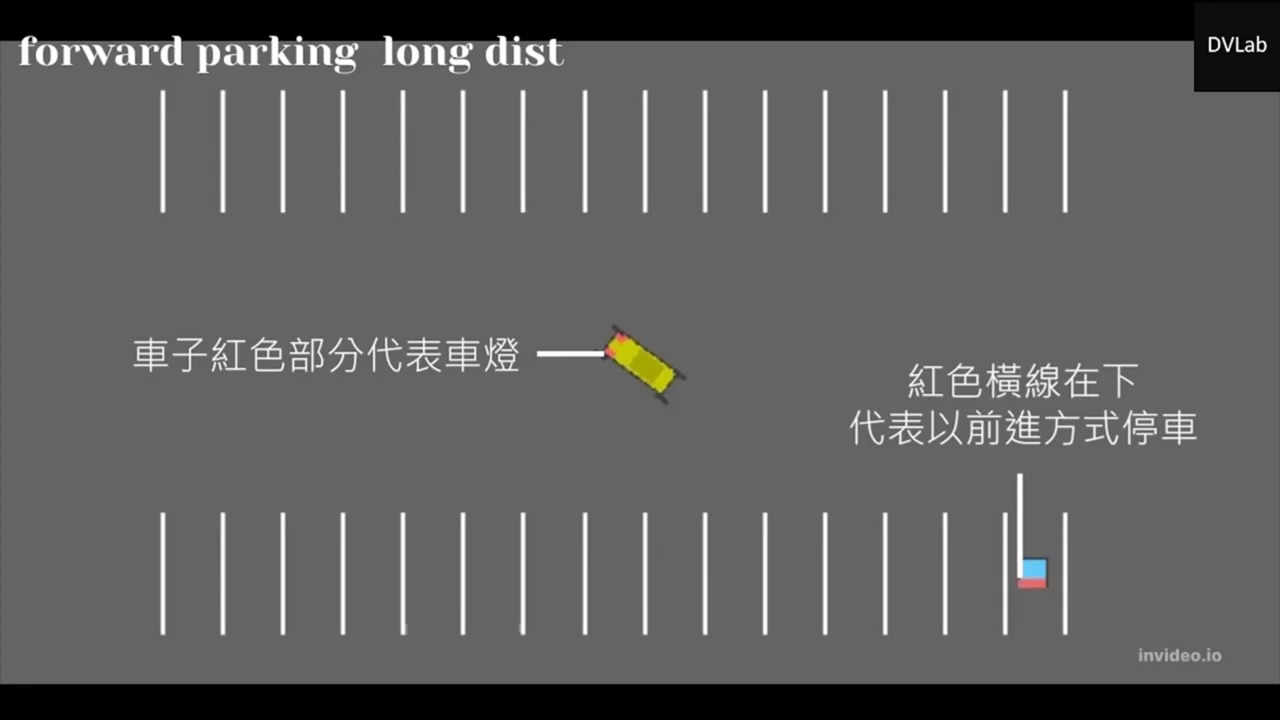 forward parking long dist
DVLab
車子紅色部分代表車燈
紅色橫線在下
代表以前進方式停車
invideo.io